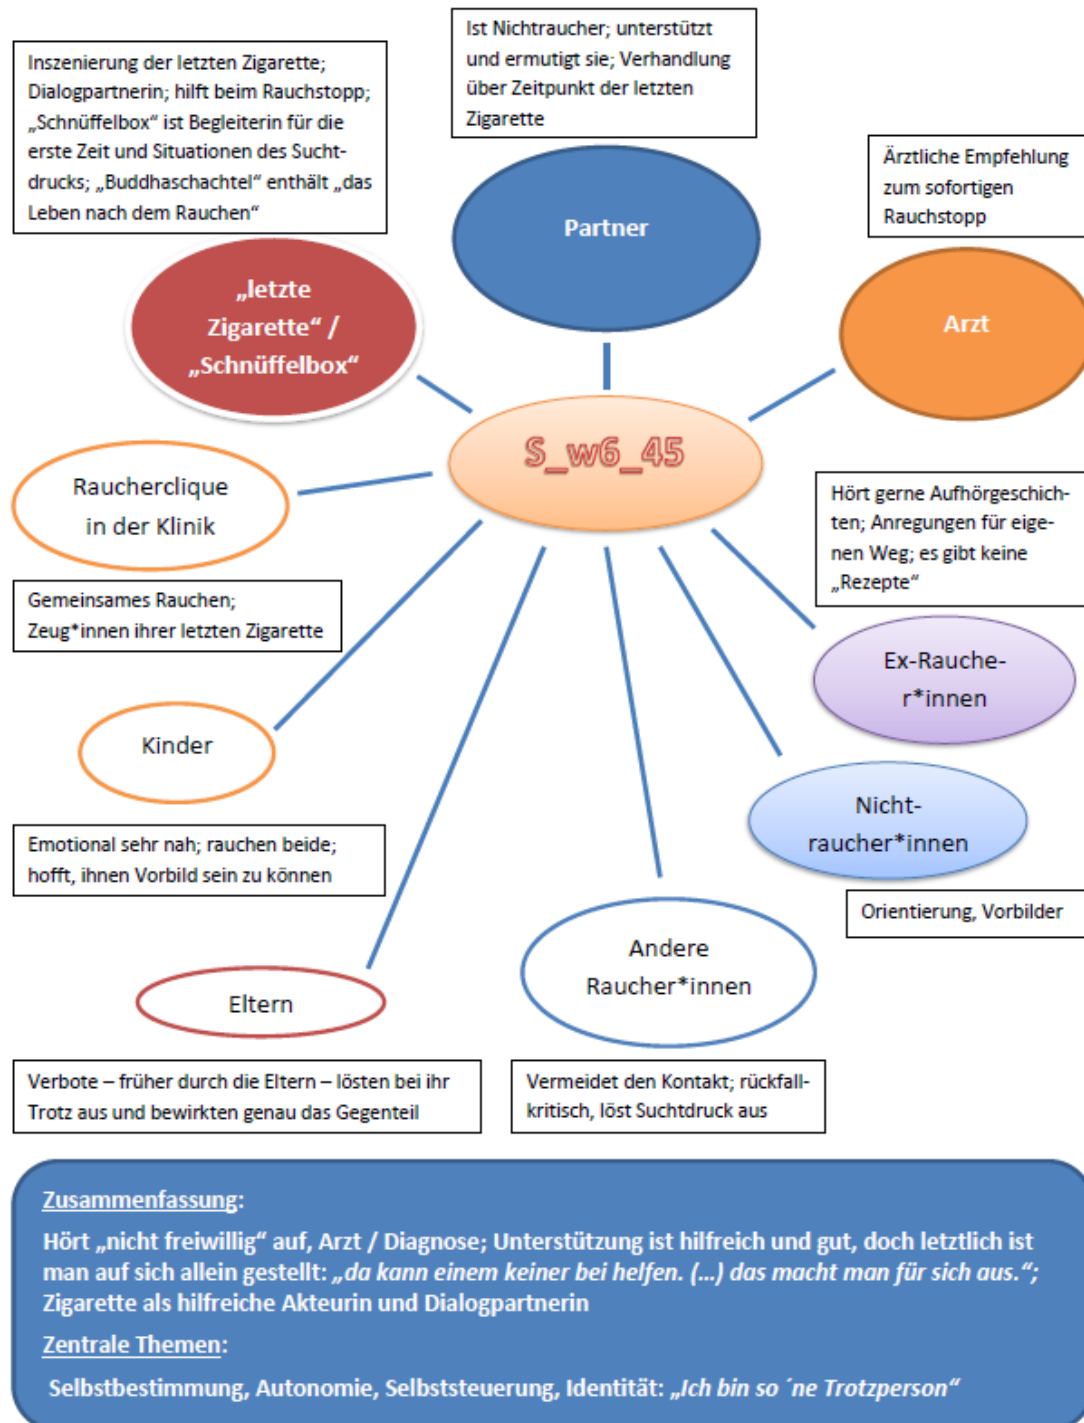 Ist Nichtraucher; unterstützt
und ermutigt sie; Verhandlung
über Zeitpunkt der letzten
Zigarette
Inszenierung der letzten Zigarette;
Dialogpartnerin; hilft beim Rauchstopp;
„Schnüffelbox“ ist Begleiterin für die
erste Zeit und Situationen des Sucht-
drucks; „Buddhaschachtel“ enthält „das
Leben nach dem Rauchen“
Ärztliche Empfehlung
zum sofortigen
Rauchstopp
Partner
„letzte
Zigarette“ /
„Schnüffelbox“
Arzt
S_w6_45
Raucherclique
in der Klinik
Gemeinsames Rauchen;
Zeug*innen ihrer letzten Zigarette
Hört gerne Aufhörgeschich-
ten; Anregungen für eige-
nen Weg; es gibt keine
„Rezepte“
Ex-Rauche-
r*innen
Kinder
Emotional sehr nah; rauchen beide;
hofft, ihnen Vorbild sein zu können
Nicht-
raucher*innen
Orientierung, Vorbilder
Andere
Raucher*innen
Eltern
Verbote – früher durch die Eltern – lösten bei ihr
Trotz aus und bewirkten genau das Gegenteil
Vermeidet den Kontakt; rückfall-
kritisch, löst Suchtdruck aus
Zusammenfassung:
Hört „nicht freiwillig“ auf, Arzt / Diagnose; Unterstützung ist hilfreich und gut, doch letztlich ist
man auf sich allein gestellt: „da kann einem keiner bei helfen. (...) das macht man für sich aus.“;
Zigarette als hilfreiche Akteurin und Dialogpartnerin
Zentrale Themen:
Selbstbestimmung, Autonomie, Selbststeuerung, Identität: „Ich bin so ´ne Trotzperson“